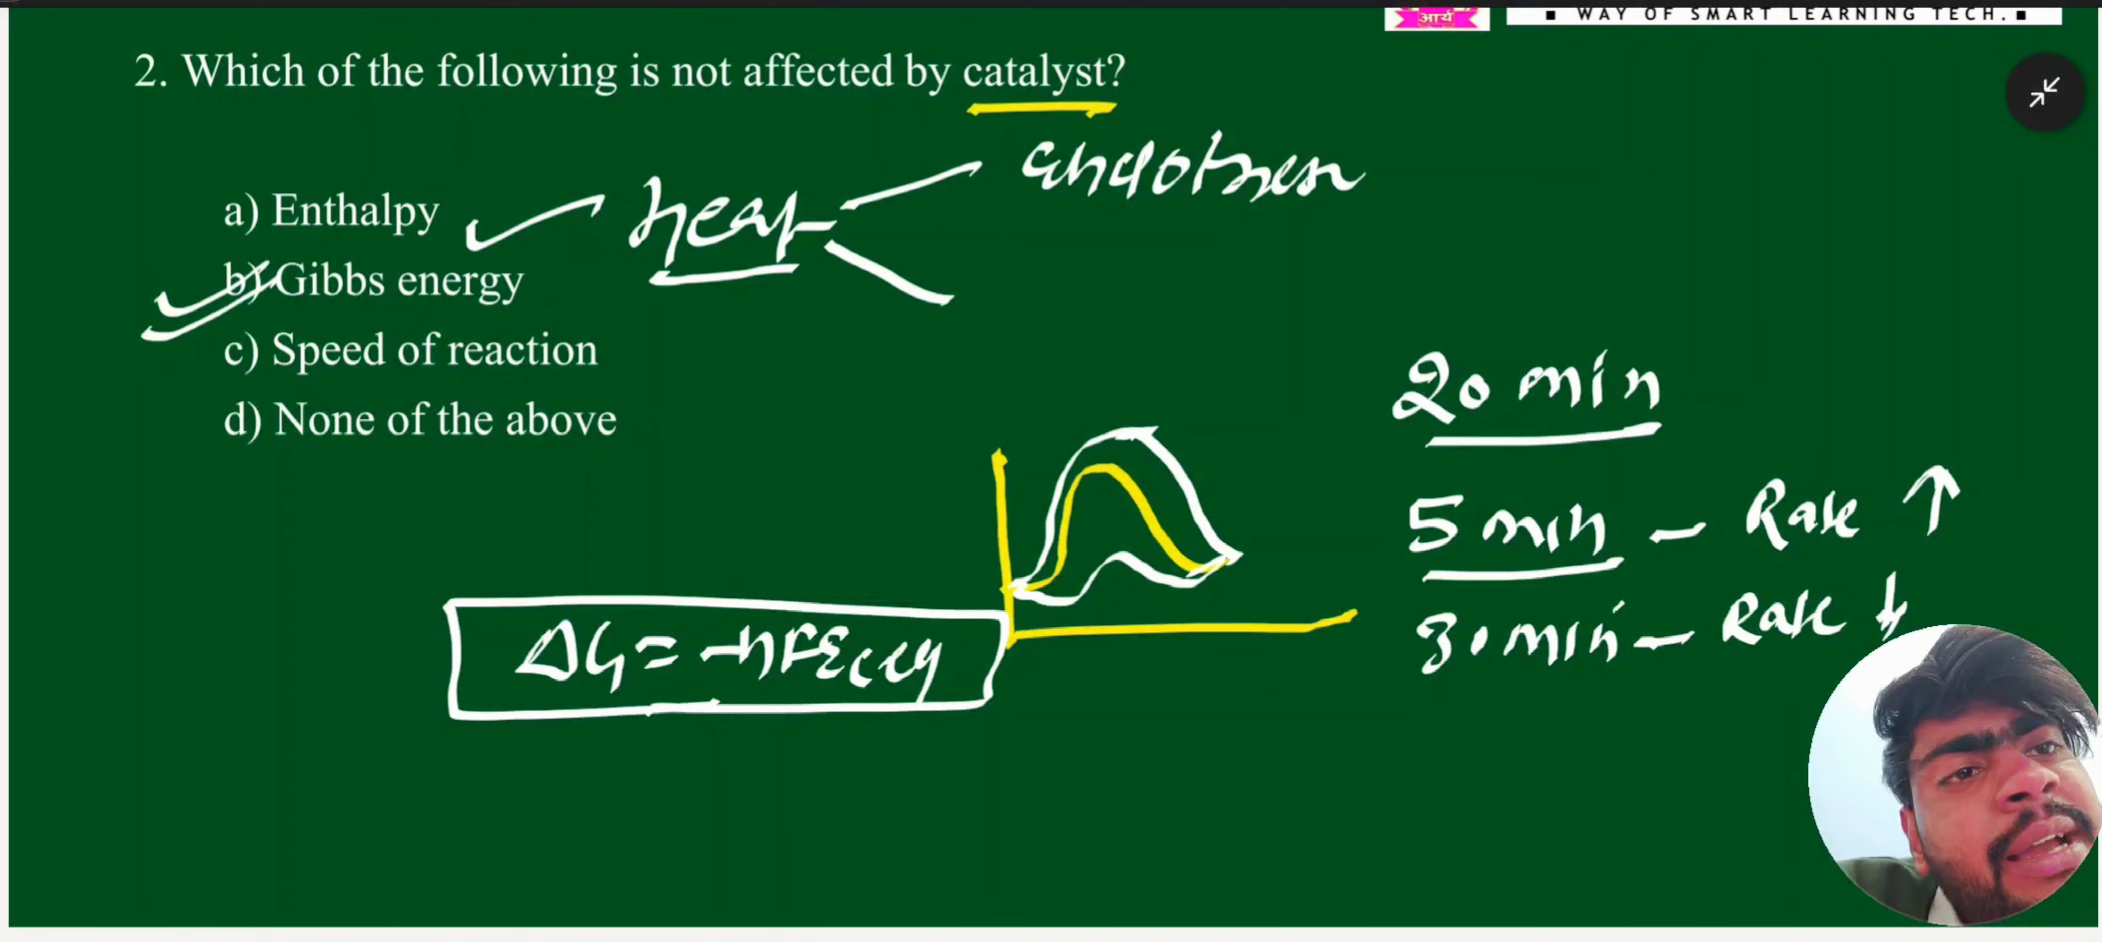 आर्य
▪ WAY OF SMART LEARNING TECH. ▪
2. Which of the following is not affected by catalyst?
a) Enthalpy
heat
b) Gibbs energy
c) Speed of reaction
d) None of the above
20 min
5 min - Rate ↑
30 min - Rate ↓
ΔG = -nFEcell